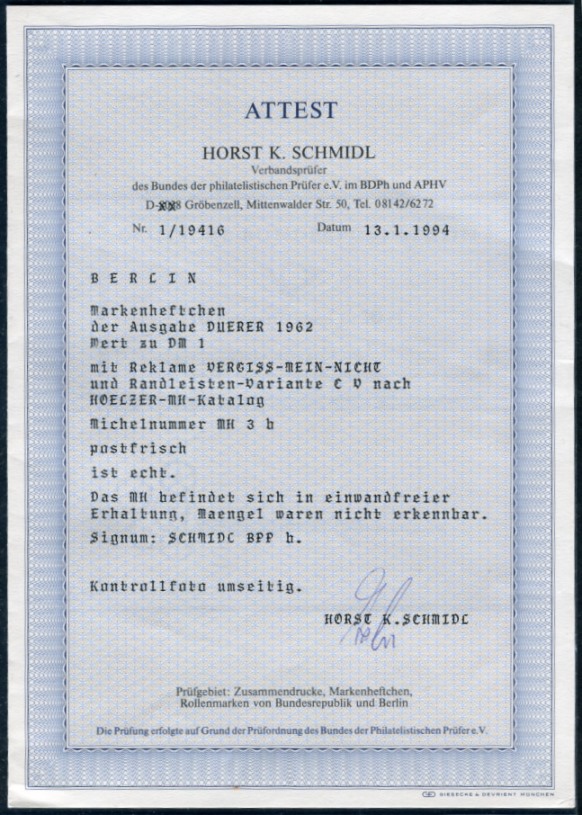 ATTEST
HORST K. SCHMIDL
Verbandsprüfer
des Bundes der philatelistischen Prüfer e.V. im BDPh und APHV
Gröbenzell, Mittenwalder Str. 50, Tel. 08142/6272
Nr. 1/19416 Datum 13.1.1994
BERLIN
Markenheftchen
der Ausgabe DUERER 1962
Wert zu DM 1
mit Reklame VERGISS-MEIN-NICHT
und Randleisten-Variante C V nach
HOELZER-MH-Katalog
Michelnummer MH 3 b
postfrisch
ist echt.
Das MH befindet sich in einwandfreier
Erhaltung, Maengel waren nicht erkennbar.
Signum: SCHMIDL BPP h.
Kontrollfoto umseitig.
HORST K.SCHMIDL
Prüfgebiet: Zusammendrucke, Markenheftchen,
Rollenmarken von Bundesrepublik und Berlin
Die Prüfung erfolgte auf Grund der Prüfordnung des Bundes der Philatelistischen Prüfer e.V.
GIESECKE & DEVRIENT MÜNCHEN